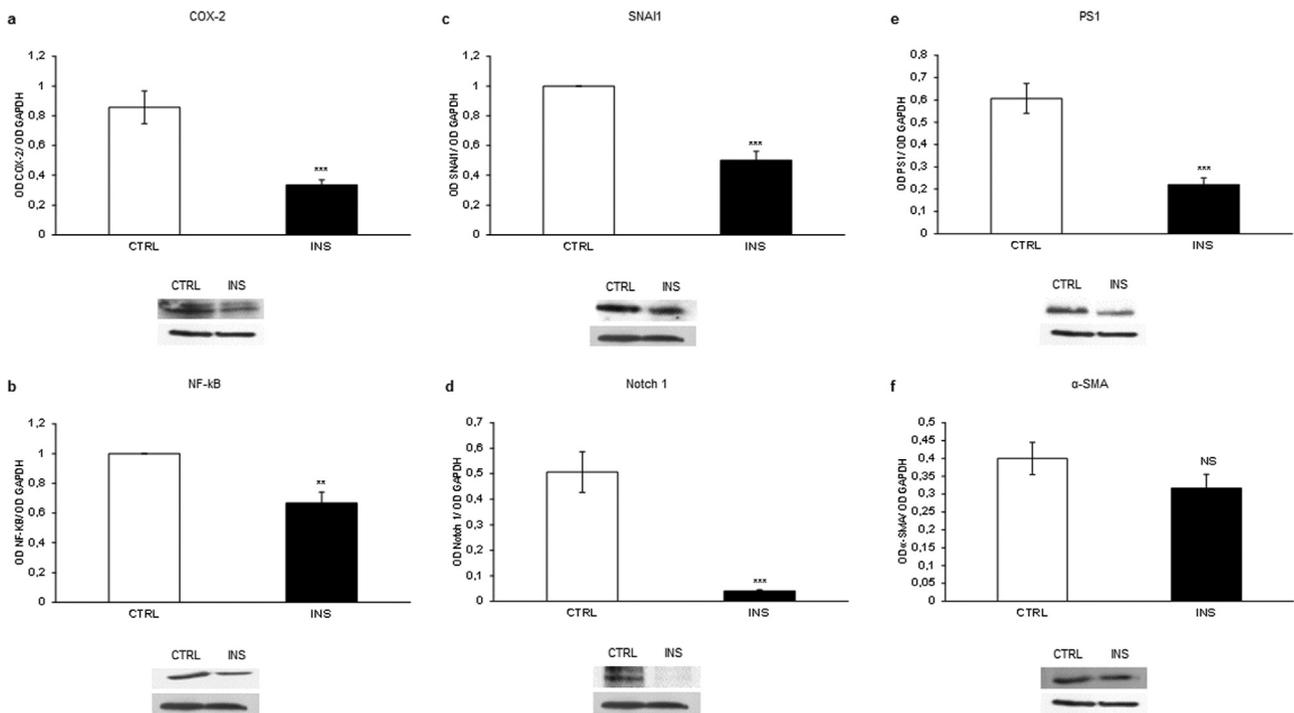 a
COX-2
OD COX-2/ OD GAPDH
1,2
1
0,8
0,6
0,4
0,2
0
***
CTRL
INS
CTRL INS
c
SNAI1
OD SNAI1/ OD GAPDH
1,2
1
0,8
0,6
0,4
0,2
0
***
CTRL
INS
CTRL INS
e
PS1
OD PS1/ OD GAPDH
0,8
0,7
0,6
0,5
0,4
0,3
0,2
0,1
0
***
CTRL
INS
CTRL INS
b
NF-kB
OD NF-KB/OD GAPDH
1,2
1
0,8
0,6
0,4
0,2
0
**
CTRL
INS
CTRL INS
d
Notch 1
OD Notch 1/ OD GAPDH
0,7
0,6
0,5
0,4
0,3
0,2
0,1
0
***
CTRL
INS
CTRL INS
f
α-SMA
OD α-SMA/ OD GAPDH
0,5
0,45
0,4
0,35
0,3
0,25
0,2
0,15
0,1
0,05
0
NS
CTRL
INS
CTRL INS